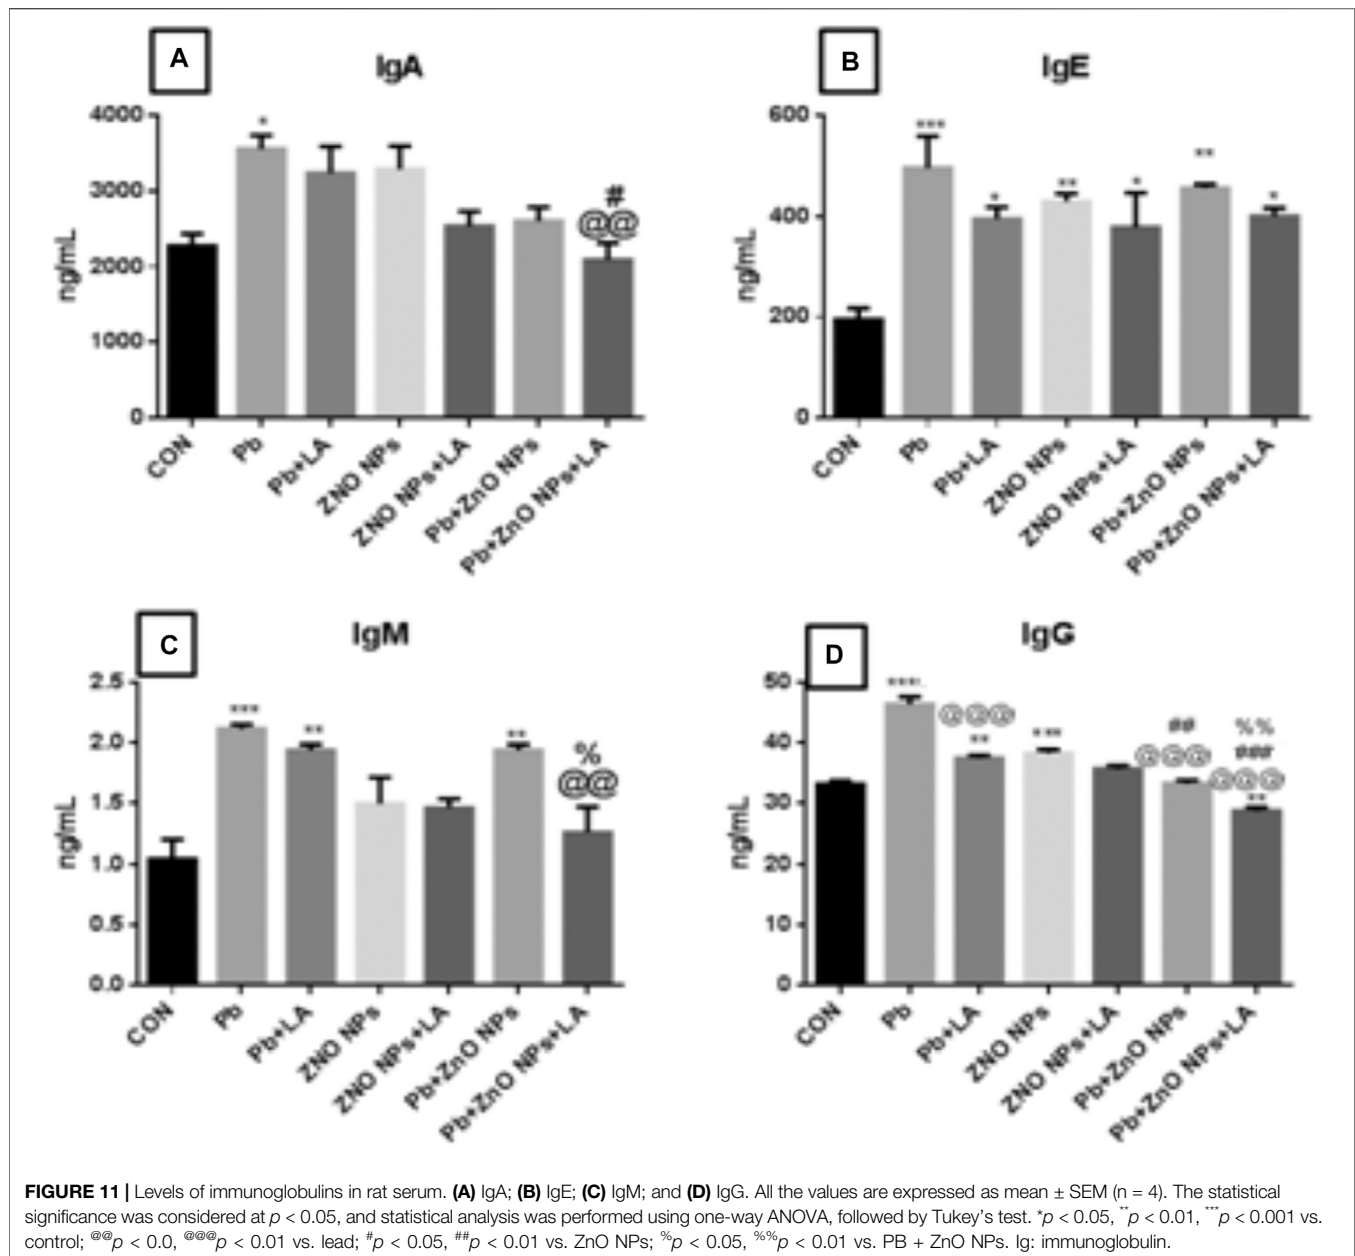 A
IgA
4000
3000
2000
1000
0
ng/mL
*
#
@@
CON
Pb
Pb+LA
ZNO NPs
ZNO NPs+LA
Pb+ZnO NPs
Pb+ZnO NPs+LA
B
IgE
600
400
200
0
ng/mL
***
*
**
*
**
*
CON
Pb
Pb+LA
ZNO NPs
ZNO NPs+LA
Pb+ZnO NPs
Pb+ZnO NPs+LA
C
IgM
2.5
2.0
1.5
1.0
0.5
0.0
ng/mL
***
**
**
%
@@
CON
Pb
Pb+LA
ZNO NPs
ZNO NPs+LA
Pb+ZnO NPs
Pb+ZnO NPs+LA
D
IgG
50
40
30
20
10
0
ng/mL
***
@@@
**
***
##
@@@
%%
###
@@@
**
CON
Pb
Pb+LA
ZNO NPs
ZNO NPs+LA
Pb+ZnO NPs
Pb+ZnO NPs+LA
FIGURE 11 | Levels of immunoglobulins in rat serum. (A) IgA; (B) IgE; (C) IgM; and (D) IgG. All the values are expressed as mean ± SEM (n = 4). The statistical
significance was considered at p < 0.05, and statistical analysis was performed using one-way ANOVA, followed by Tukey's test. *p < 0.05, **p < 0.01, ***p < 0.001 vs.
control; @@p < 0.0, @@@p < 0.01 vs. lead; #p < 0.05, ##p < 0.01 vs. ZnO NPs; %p < 0.05, %%p < 0.01 vs. PB + ZnO NPs. Ig: immunoglobulin.